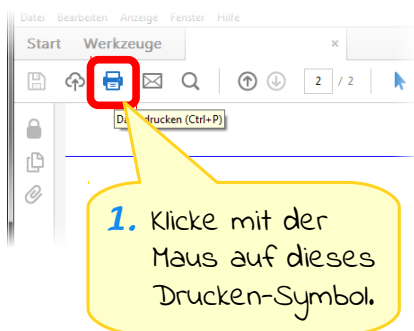 Datei Bearbeiten Anzeige Fenster Hilfe
Start Werkzeuge
2 / 2
drucken (Ctrl+P)
1. Klicke mit der
Maus auf dieses
Drucken-Symbol.